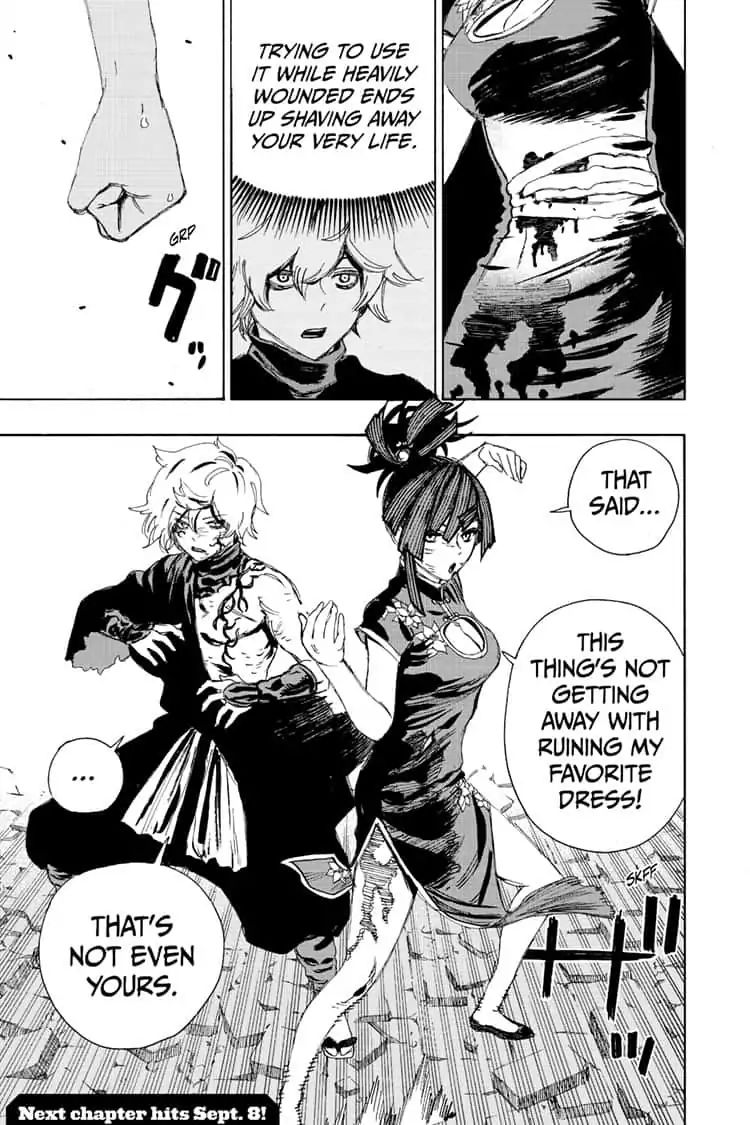 TRYING TO USE
IT WHILE HEAVILY
WOUNDED ENDS
UP SHAVING AWAY
YOUR VERY LIFE.
GRP
グッ
THAT
SAID...
THIS
THING'S NOT
GETTING
AWAY WITH
RUINING MY
FAVORITE
DRESS!
SKFF
ザザ
...
THAT'S
NOT EVEN
YOURS.
Next chapter hits Sept. 8!